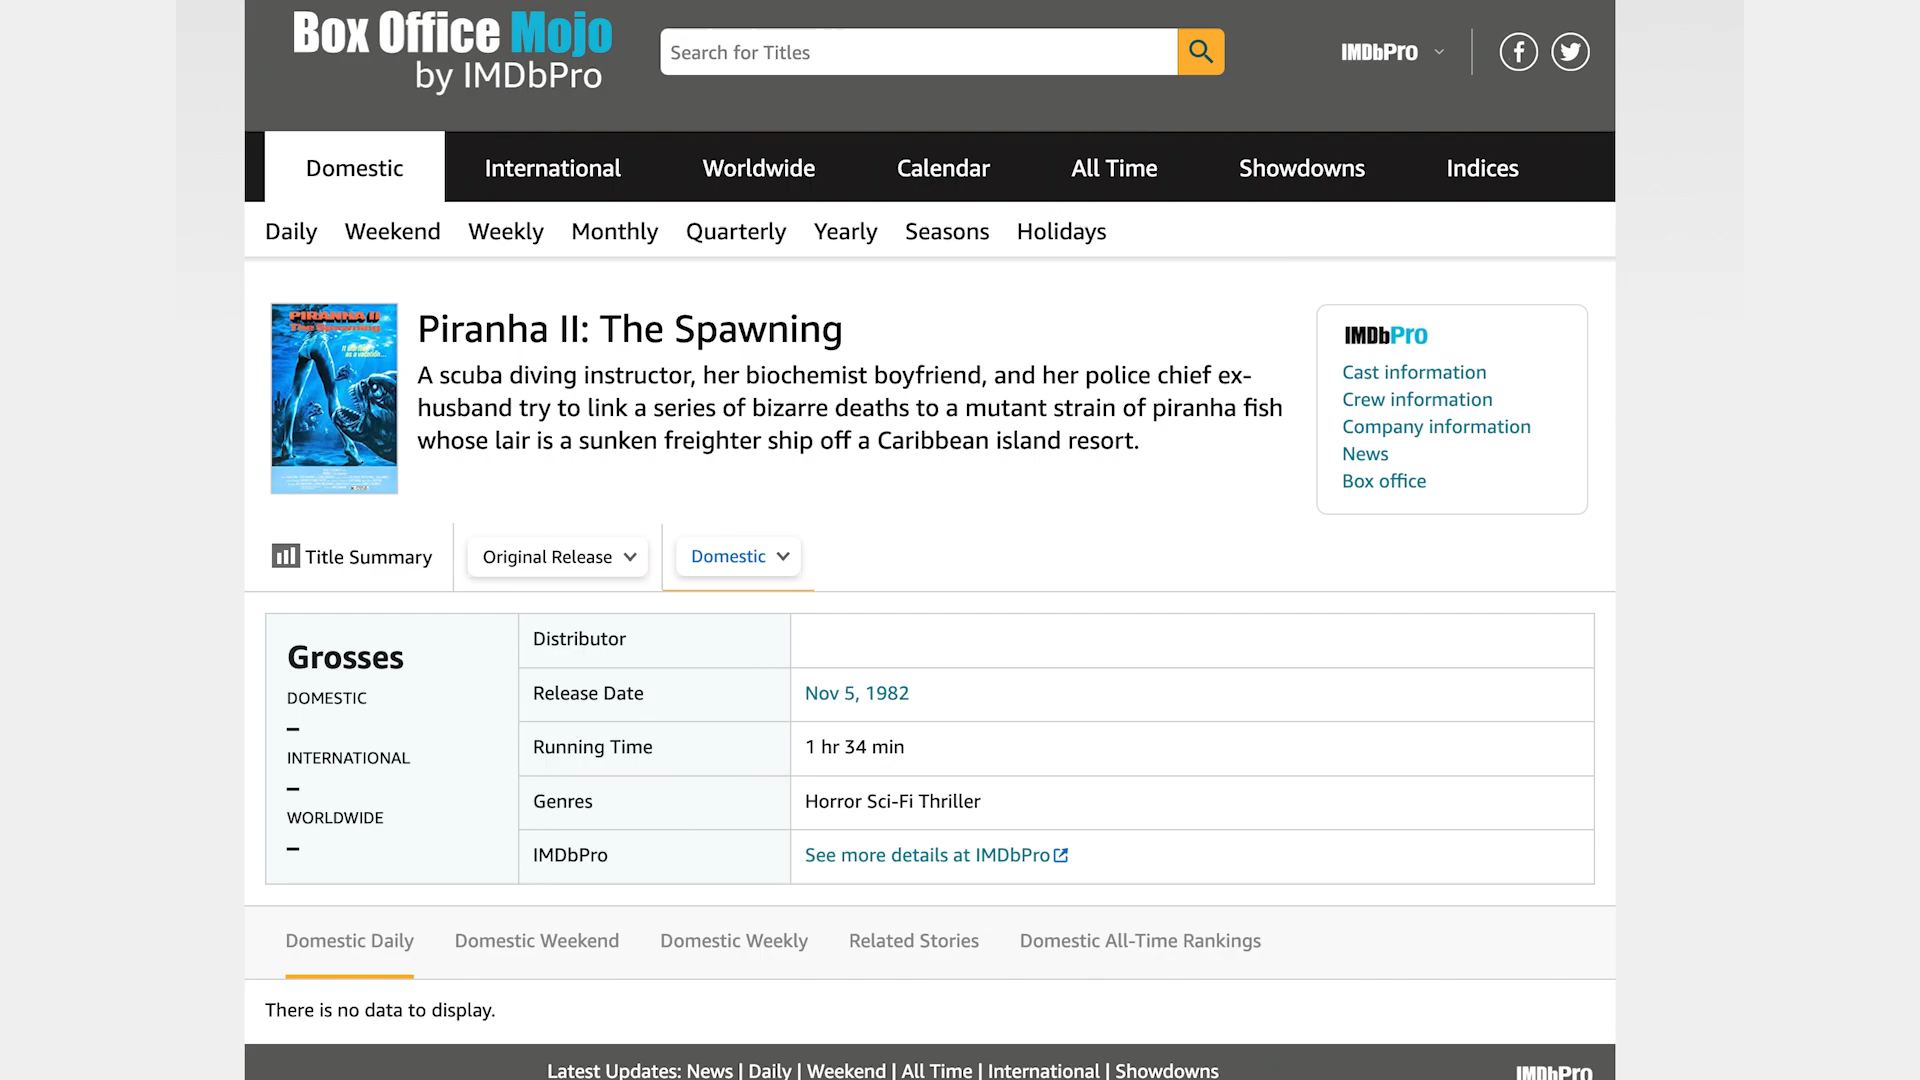 Box Office Mojo
by IMDbPro
Search for Titles
IMDbPro
Domestic
International
Worldwide
Calendar
All Time
Showdowns
Indices
Daily
Weekend
Weekly
Monthly
Quarterly
Yearly
Seasons
Holidays
PIRANHA II
The Spawning
Piranha II: The Spawning
A scuba diving instructor, her biochemist boyfriend, and her police chief ex-
husband try to link a series of bizarre deaths to a mutant strain of piranha fish
whose lair is a sunken freighter ship off a Caribbean island resort.
IMDbPro
Cast information
Crew information
Company information
News
Box office
Title Summary
Original Release
Domestic
Grosses
DOMESTIC
–
INTERNATIONAL
–
WORLDWIDE
–
Distributor
Release Date
Nov 5, 1982
Running Time
1 hr 34 min
Genres
Horror Sci-Fi Thriller
IMDbPro
See more details at IMDbPro
Domestic Daily
Domestic Weekend
Domestic Weekly
Related Stories
Domestic All-Time Rankings
There is no data to display.
Latest Updates: News | Daily | Weekend | All Time | International | Showdowns
IMDbPro